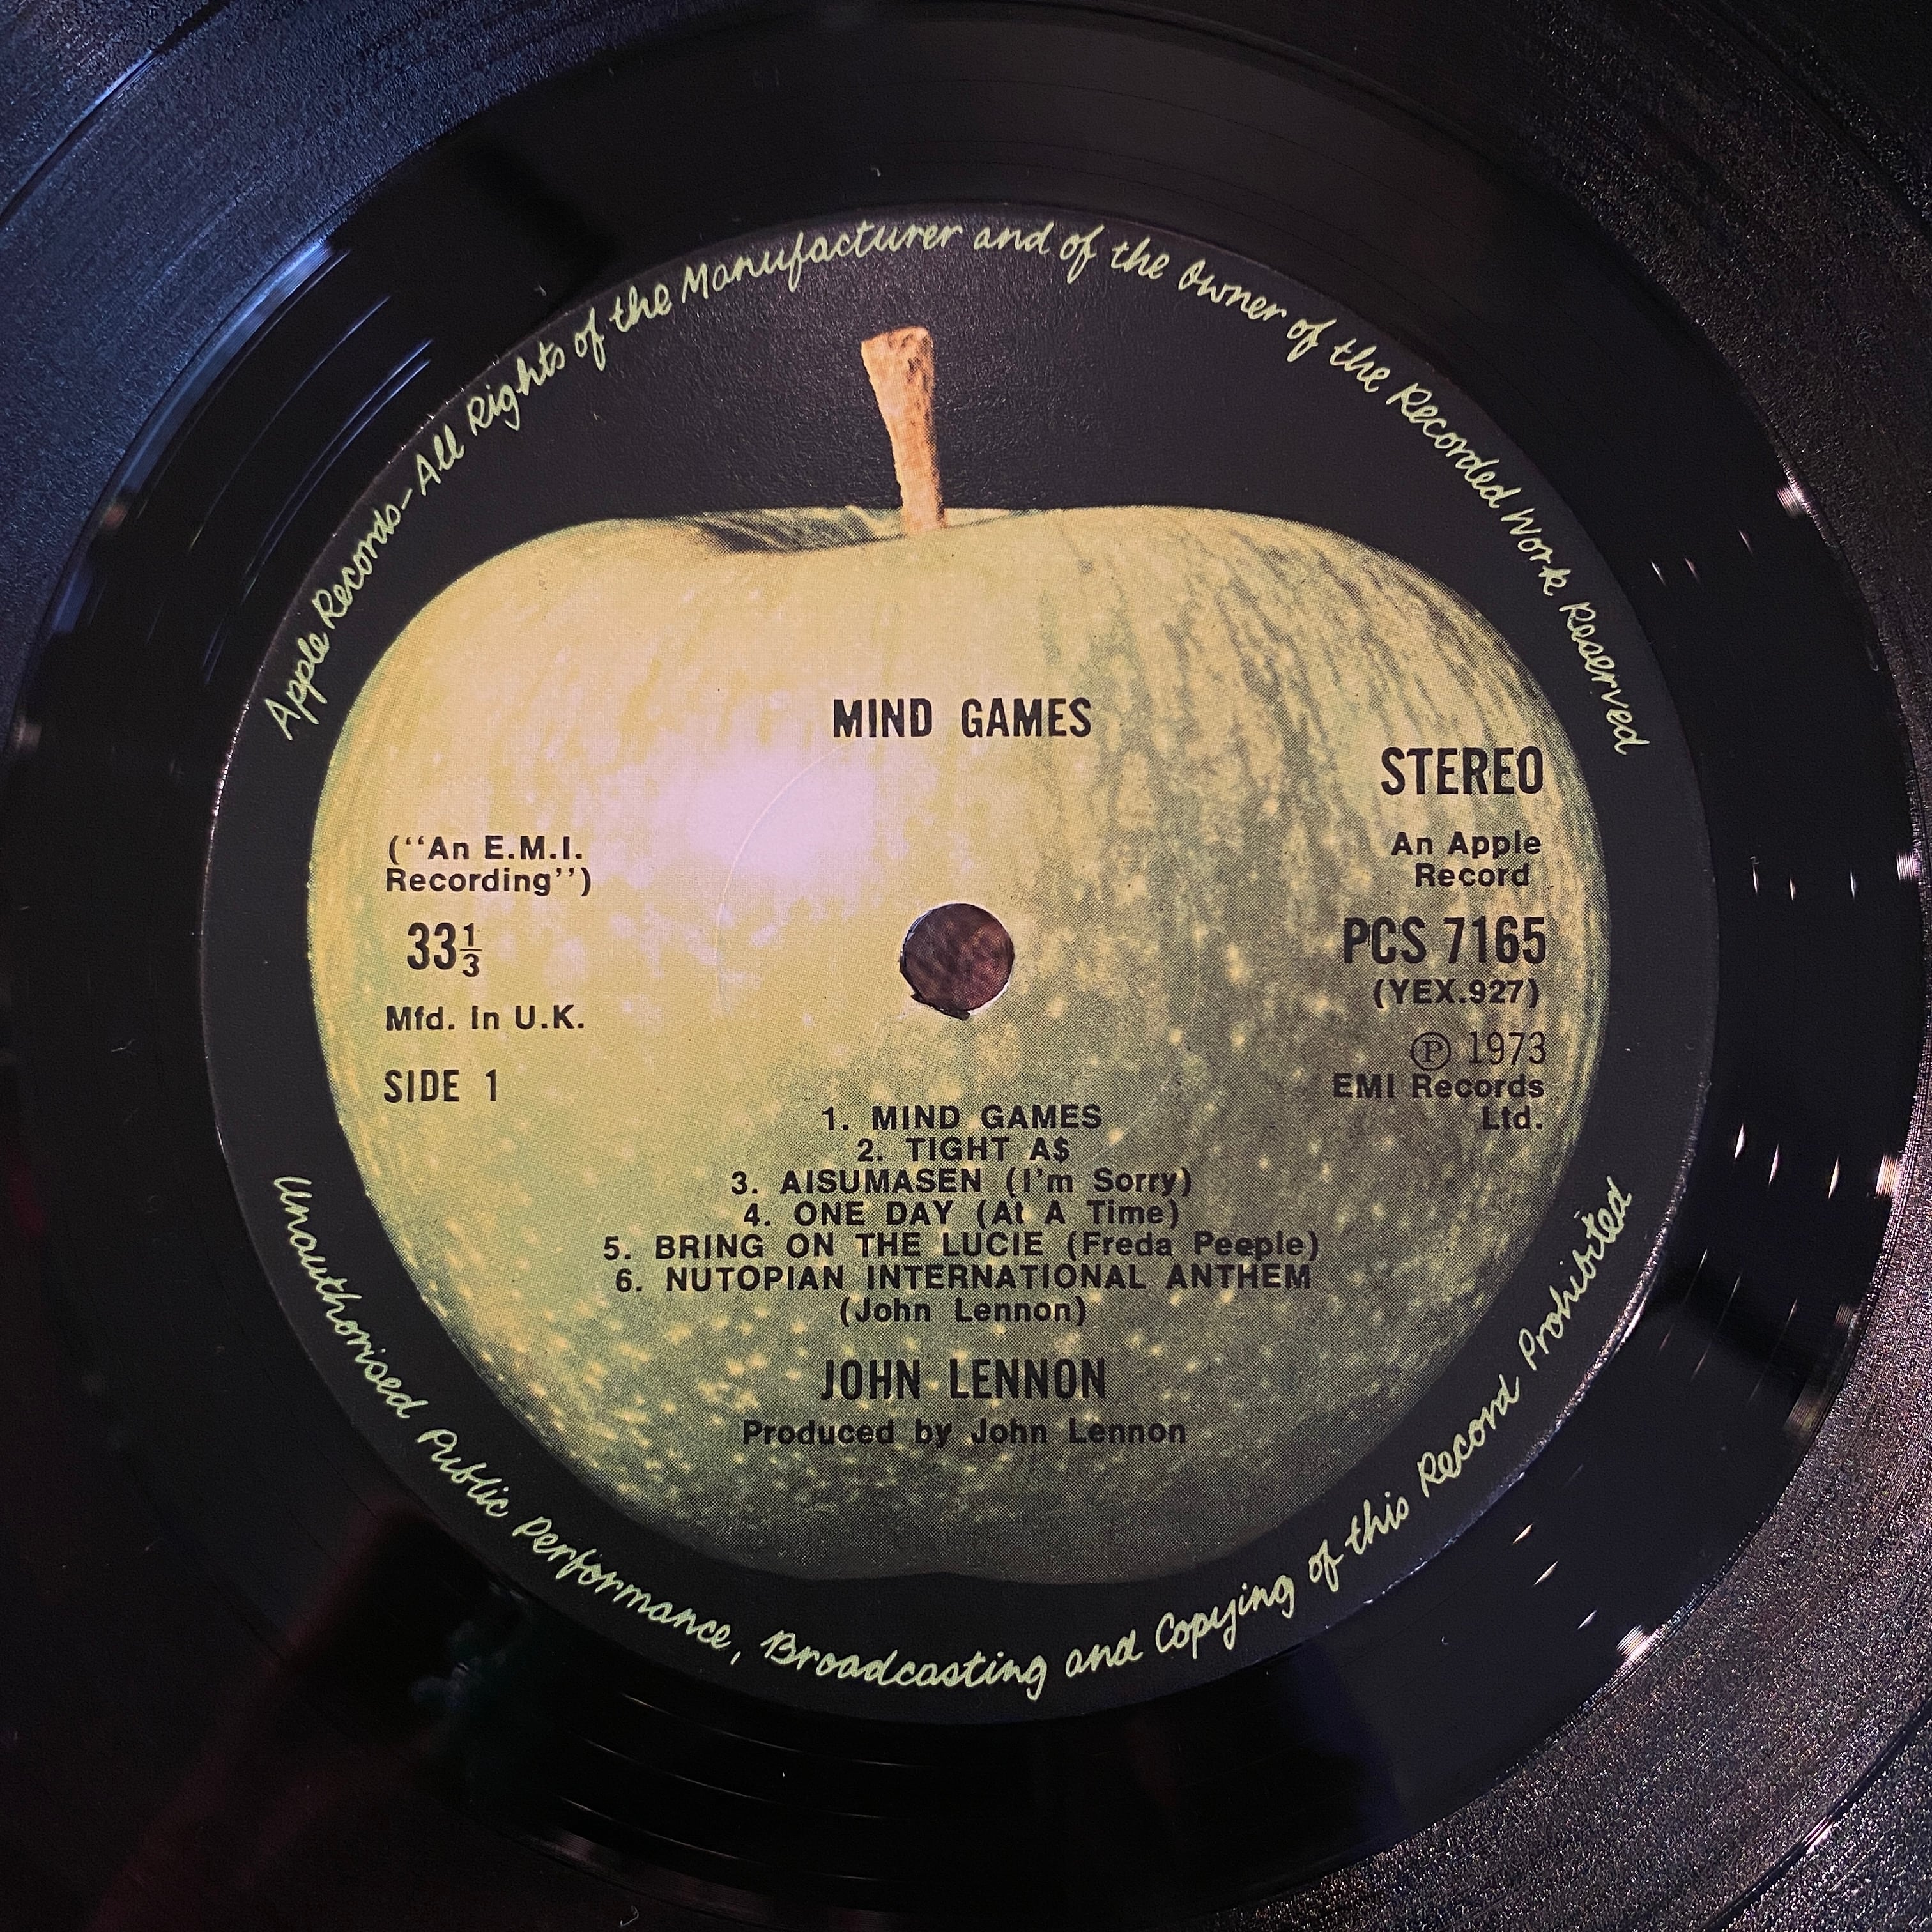 Apple Records—All Rights of the Manufacturer and of the Owner of the Recorded Work Reserved
MIND GAMES
STEREO
(‘‘An E.M.I.
Recording’’)
An Apple
Record
33⅓
PCS 7165
(YEX.927)
Mfd. In U.K.
℗ 1973
EMI Records
Ltd.
SIDE 1
1. MIND GAMES
2. TIGHT A$
3. AISUMASEN (I'm Sorry)
4. ONE DAY (At A Time)
5. BRING ON THE LUCIE (Freda Peeple)
6. NUTOPIAN INTERNATIONAL ANTHEM
(John Lennon)
JOHN LENNON
Produced by John Lennon
Unauthorised Public Performance, Broadcasting and Copying of this Record Prohibited